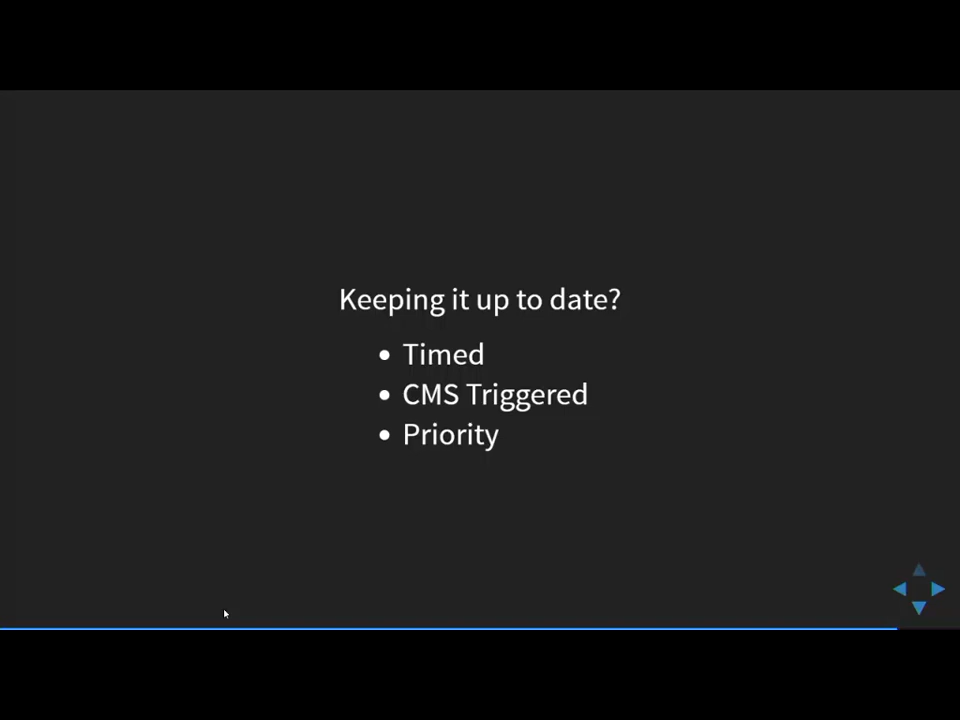 Keeping it up to date?
• Timed
• CMS Triggered
• Priority